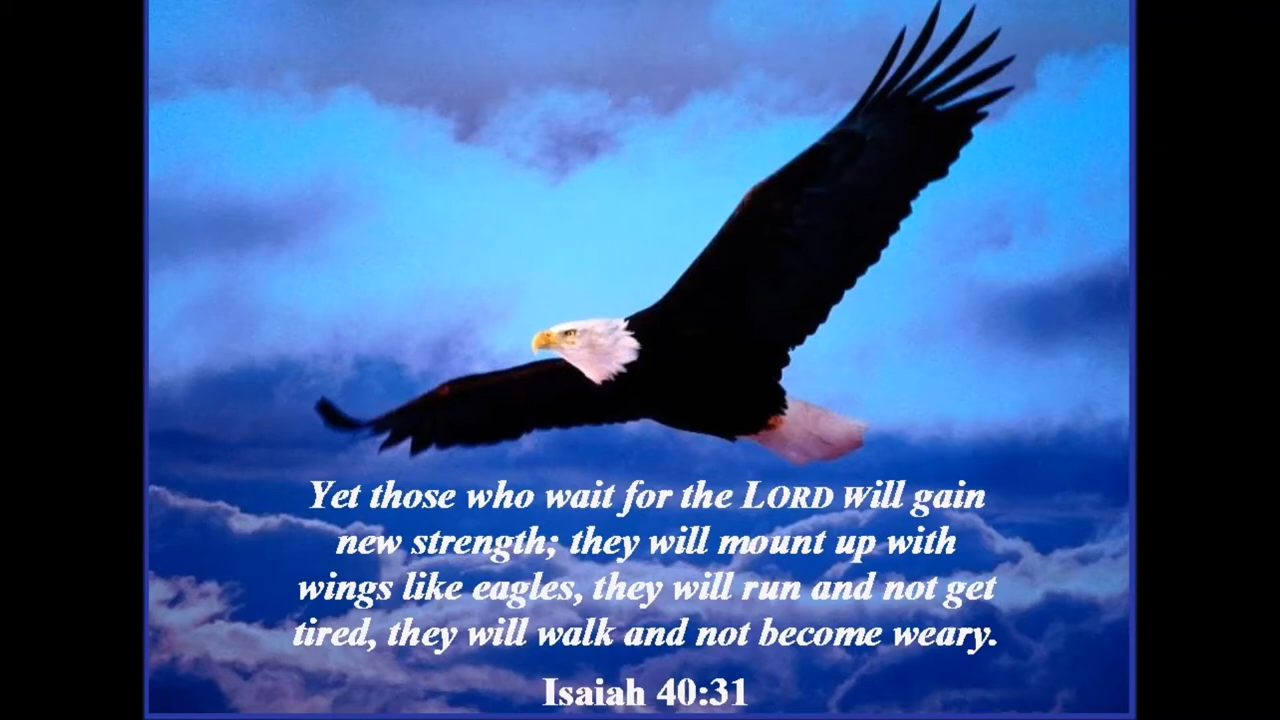 Yet those who wait for the LORD will gain
new strength; they will mount up with
wings like eagles, they will run and not get
tired, they will walk and not become weary.
Isaiah 40:31